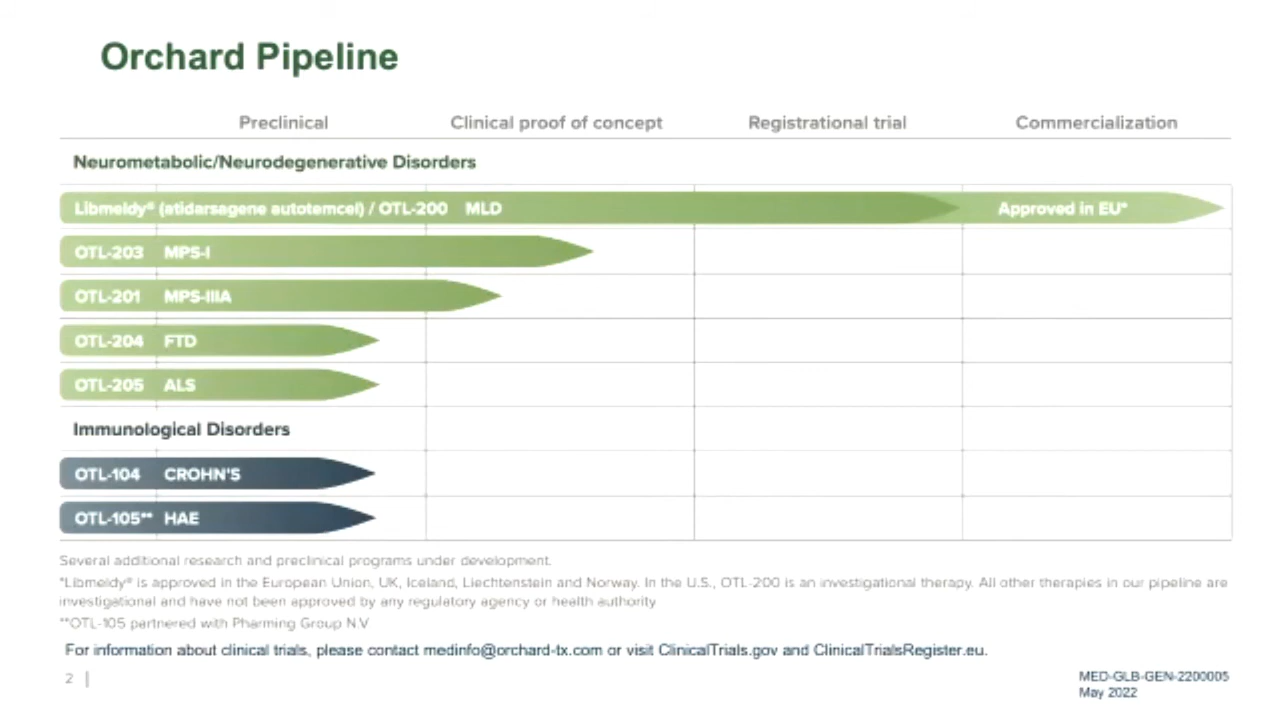 Orchard Pipeline
Preclinical Clinical proof of concept Registrational trial Commercialization
Neurometabolic/Neurodegenerative Disorders
Libmeldy® (atidarsagene autotemcel) / OTL-200 MLD Approved in EU*
OTL-203 MPS-I
OTL-201 MPS-IIIA
OTL-204 FTD
OTL-205 ALS
Immunological Disorders
OTL-104 CROHN'S
OTL-105** HAE
Several additional research and preclinical programs under development.
*Libmeldy® is approved in the European Union, UK, Iceland, Liechtenstein and Norway. In the U.S., OTL-200 is an investigational therapy. All other therapies in our pipeline are
investigational and have not been approved by any regulatory agency or health authority
**OTL-105 partnered with Pharming Group N.V
For information about clinical trials, please contact medinfo@orchard-tx.com or visit ClinicalTrials.gov and ClinicalTrialsRegister.eu.
2 |
MED-GLB-GEN-2200005
May 2022